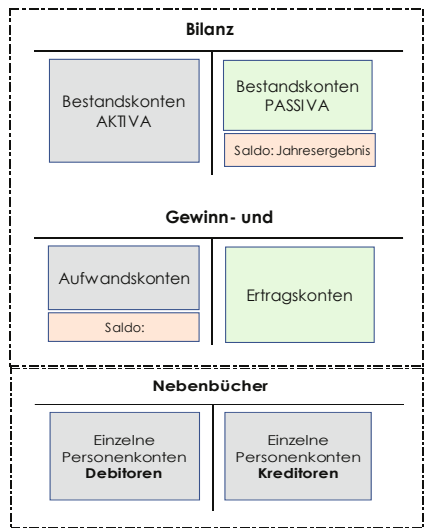 Bilanz
Bestandskonten
AKTIVA
Bestandskonten
PASSIVA
Saldo: Jahresergebnis
Gewinn- und
Aufwandskonten
Saldo:
Ertragskonten
Nebenbücher
Einzelne
Personenkonten
Debitoren
Einzelne
Personenkonten
Kreditoren